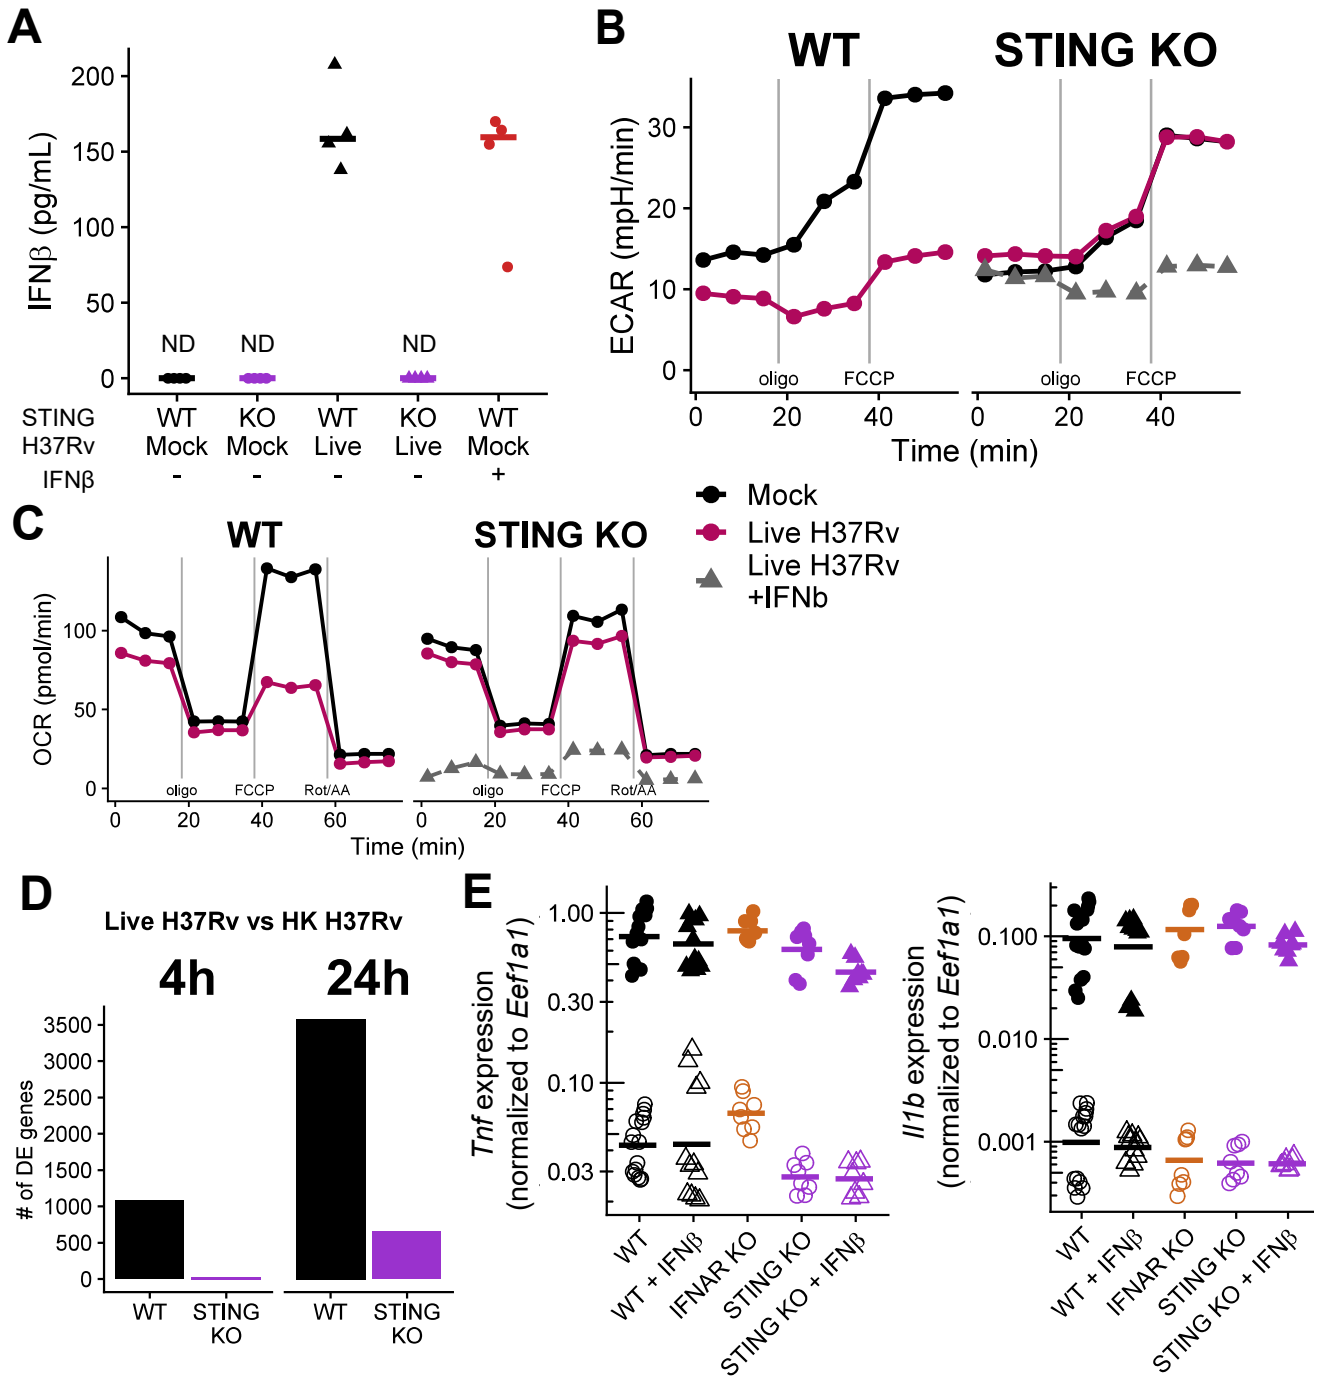 A
IFNβ (pg/mL)
200
150
100
50
0
ND
ND
ND
STING WT KO WT KO WT
H37Rv Mock Mock Live Live Mock
IFNβ - - - - +
B
WT
STING KO
ECAR (mpH/min)
30
20
10
0
oligo
FCCP
oligo
FCCP
0 20 40 0 20 40
Time (min)
Mock
Live H37Rv
Live H37Rv
+IFNb
C
WT
STING KO
OCR (pmol/min)
100
50
0
oligo
FCCP
Rot/AA
oligo
FCCP
Rot/AA
0 20 40 60 0 20 40 60
Time (min)
D
Live H37Rv vs HK H37Rv
4h
24h
# of DE genes
3500
3000
2500
2000
1500
1000
500
0
WT
STING
KO
WT
STING
KO
E
Tnf expression
(normalized to Eef1a1)
1.00
0.30
0.10
0.03
WT
WT + IFNβ
IFNAR KO
STING KO
STING KO + IFNβ
Il1b expression
(normalized to Eef1a1)
0.100
0.010
0.001
WT
WT + IFNβ
IFNAR KO
STING KO
STING KO + IFNβ